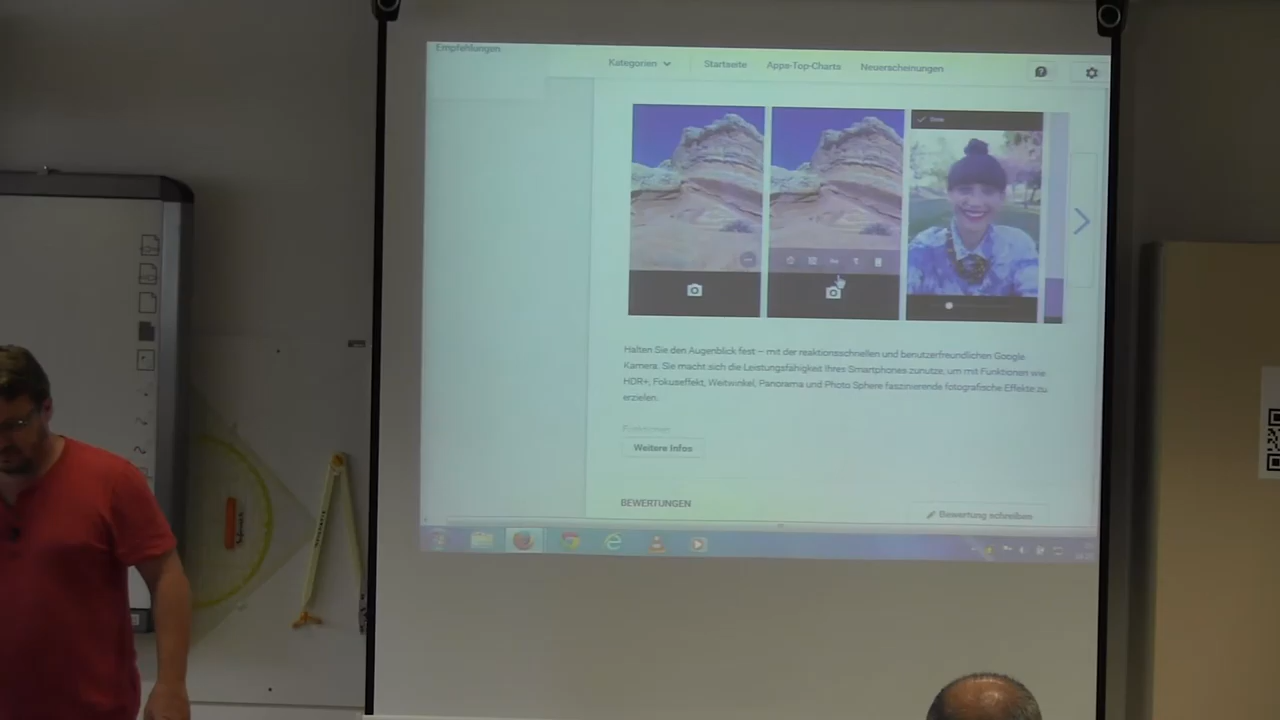 Empfehlungen
Kategorien Startseite Apps-Top-Charts Neuerscheinungen
Halten Sie den Augenblick fest – mit der reaktionsschnellen und benutzerfreundlichen Google
Kamera. Sie macht sich die Leistungsfähigkeit Ihres Smartphones zunutze, um mit Funktionen wie
HDR+, Fokuseffekt, Weitwinkel, Panorama und Photo Sphere faszinierende fotografische Effekte zu
erzielen.
Funktionen
Weitere Infos
BEWERTUNGEN
Bewertung schreiben